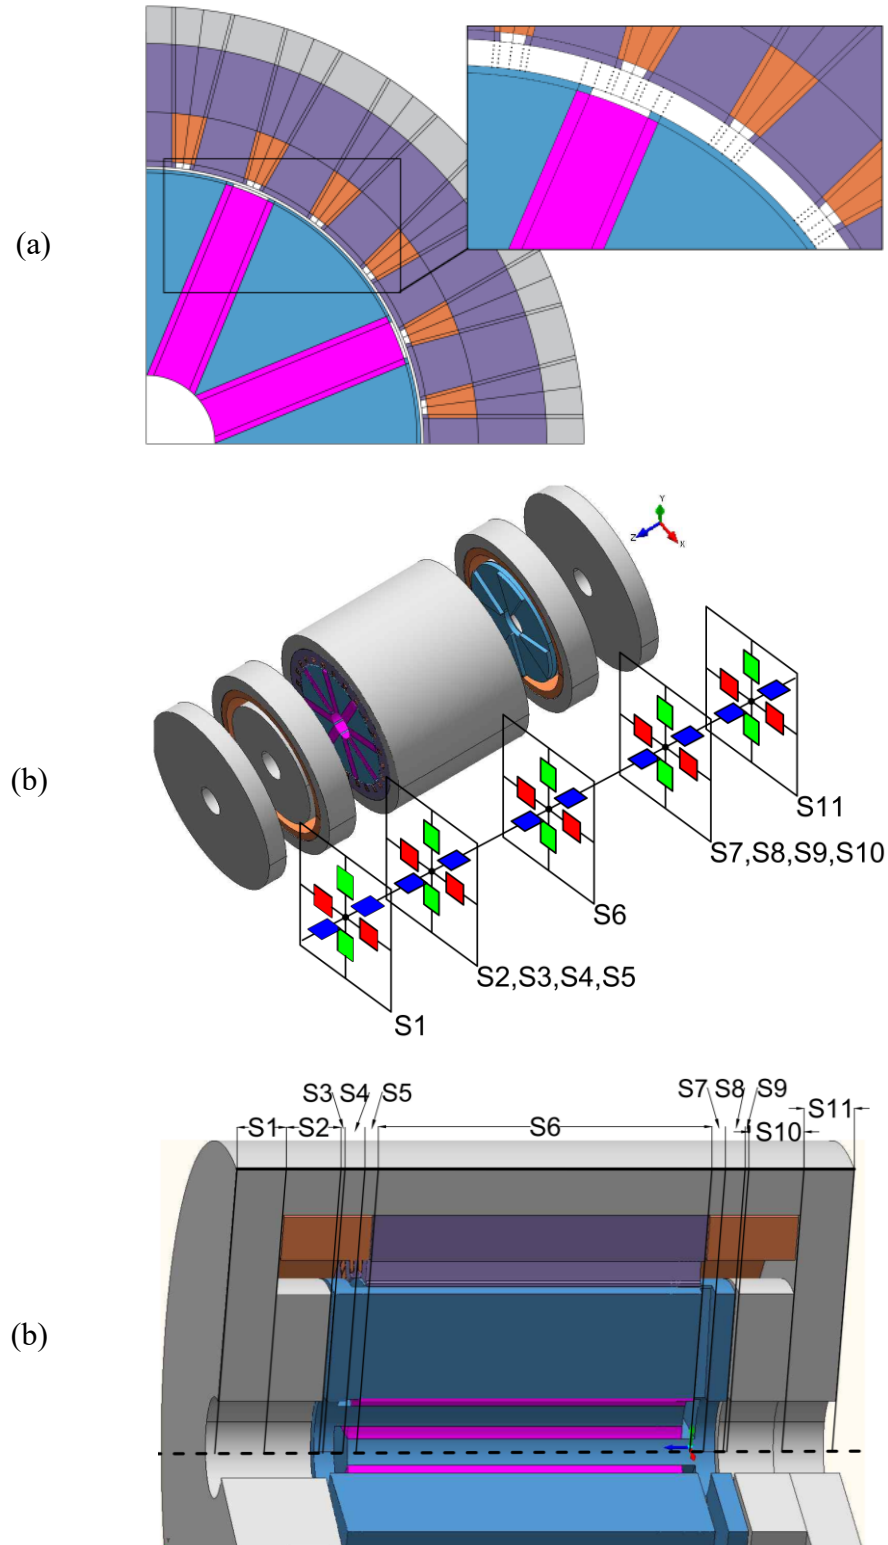 (a)
Y
Z
X
(b)
S11
S7,S8,S9,S10
S6
S2,S3,S4,S5
S1
S3 S4 S5
S7 S8 S9
S11
S1 S2
S6
S10
(b)